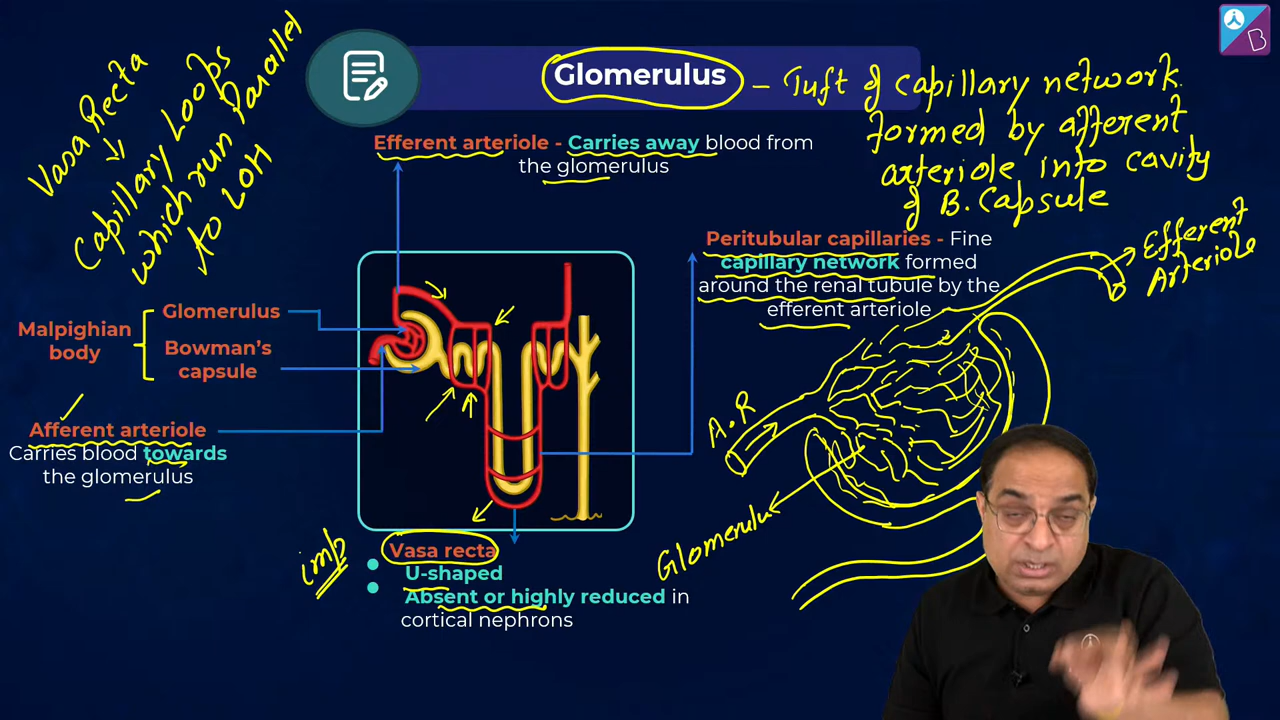 Vasa Recta
Capillary Loops
which run Parallel
to LOH
Glomerulus
– Tuft of capillary network
formed by afferent
arteriole into cavity
of B. Capsule
Efferent arteriole - Carries away blood from
the glomerulus
Peritubular capillaries - Fine
capillary network formed
around the renal tubule by the
efferent arteriole
Efferent
Arteriole
Malpighian
body
Glomerulus
Bowman's
capsule
Afferent arteriole
Carries blood towards
the glomerulus
A.R
Glomerulu
imp
Vasa recta
U-shaped
Absent or highly reduced in
cortical nephrons
B